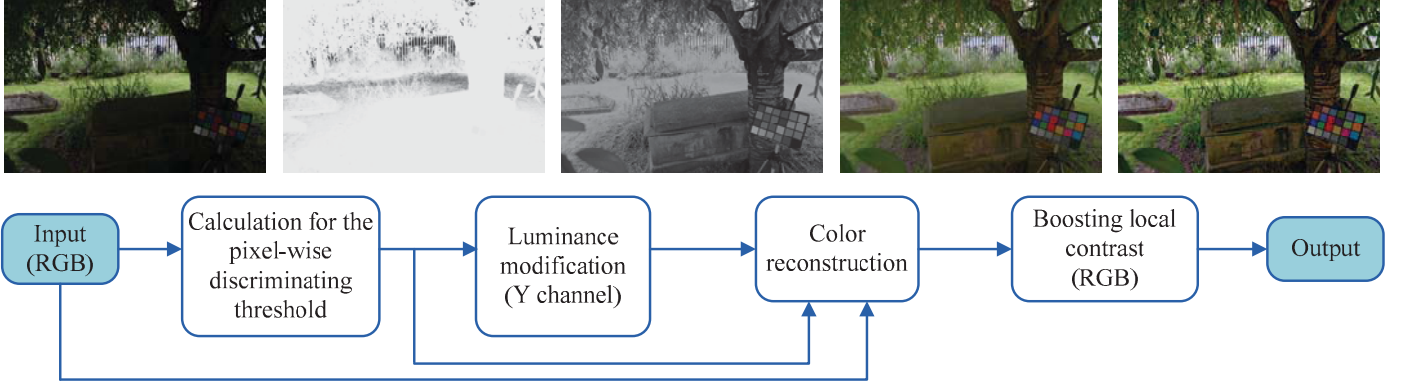 Input
(RGB)
Calculation for the
pixel-wise
discriminating
threshold
Luminance
modification
(Y channel)
Color
reconstruction
Boosting local
contrast
(RGB)
Output